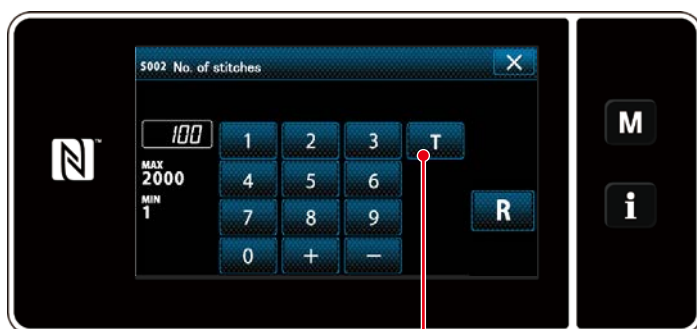 S002 No. of stitches
100
1 2 3 T
MAX
2000
4 5 6
MIN
1
7 8 9 R
0 + −
M
i
N™